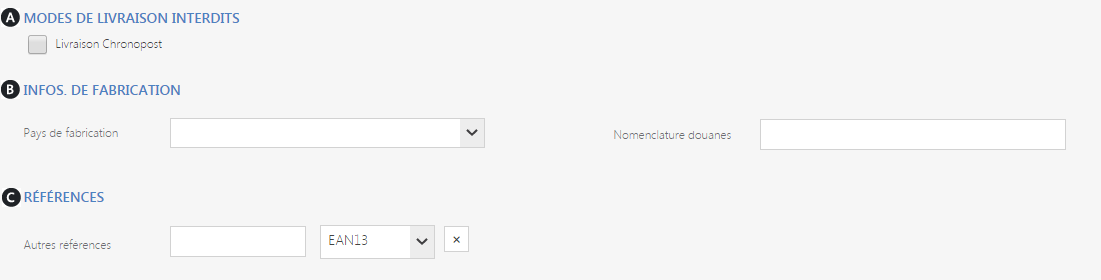 A MODES DE LIVRAISON INTERDITS
Livraison Chronopost
B INFOS. DE FABRICATION
Pays de fabrication Nomenclature douanes
C RÉFÉRENCES
Autres références EAN13 ×